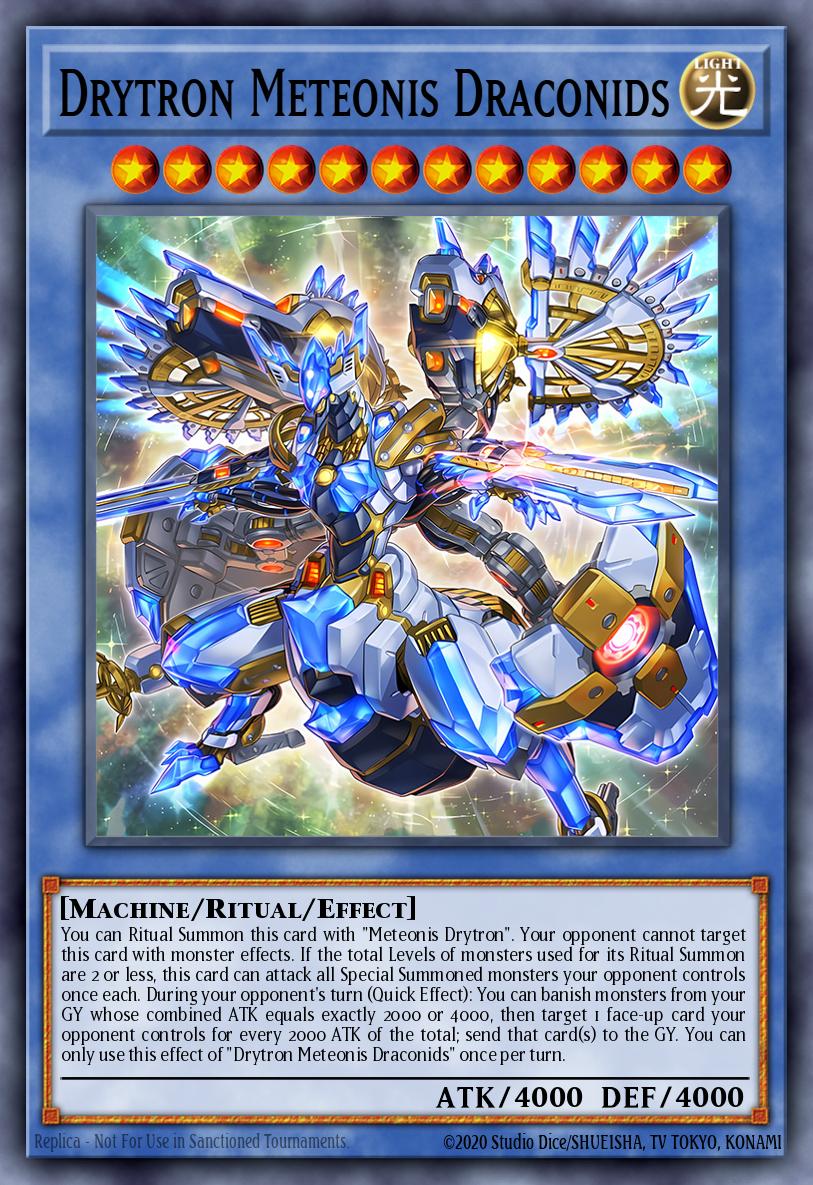 DRYTRON METEONIS DRACONIDS
LIGHT
光
[MACHINE/RITUAL/EFFECT]
You can Ritual Summon this card with "Meteonis Drytron". Your opponent cannot target
this card with monster effects. If the total Levels of monsters used for its Ritual Summon
are 2 or less, this card can attack all Special Summoned monsters your opponent controls
once each. During your opponent's turn (Quick Effect): You can banish monsters from your
GY whose combined ATK equals exactly 2000 or 4000, then target 1 face-up card your
opponent controls for every 2000 ATK of the total; send that card(s) to the GY. You can
only use this effect of "Drytron Meteonis Draconids" once per turn.
ATK/4000 DEF/4000
Replica - Not For Use in Sanctioned Tournaments.
©2020 Studio Dice/SHUEISHA, TV TOKYO, KONAMI